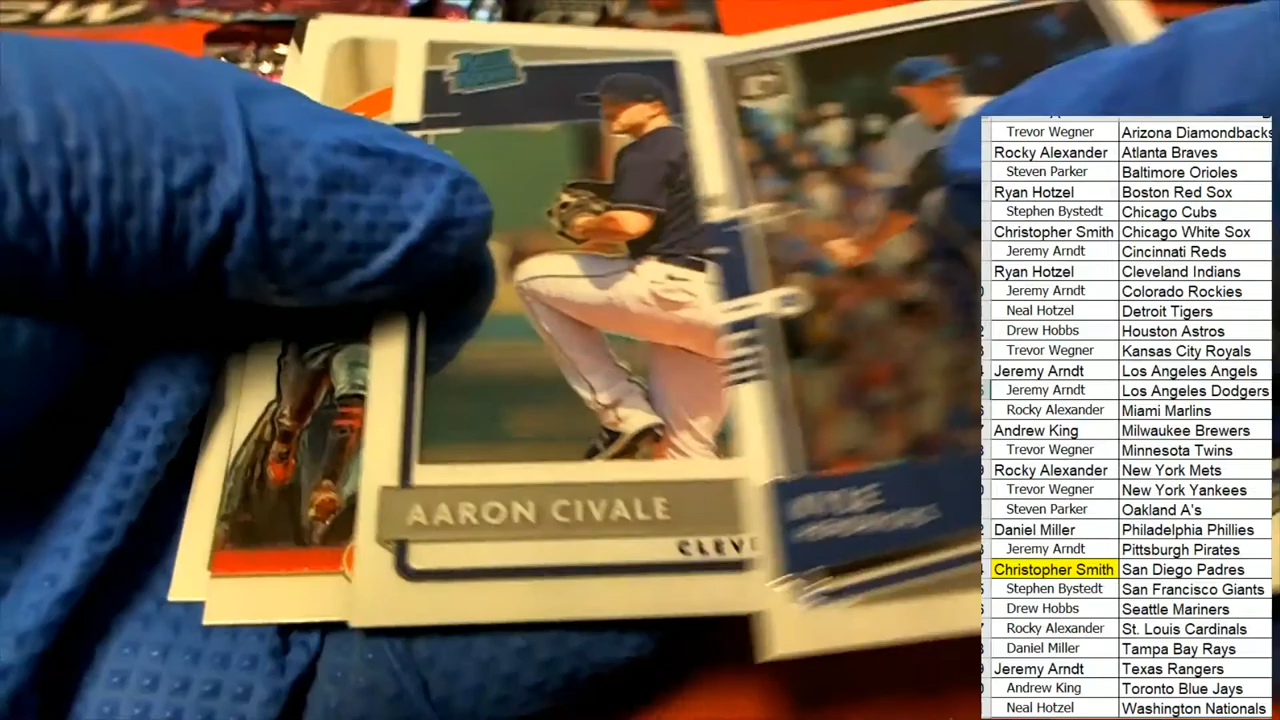 AARON CIVALE
CLEV
Trevor Wegner Arizona Diamondbacks
Rocky Alexander Atlanta Braves
Steven Parker Baltimore Orioles
Ryan Hotzel Boston Red Sox
Stephen Bystedt Chicago Cubs
Christopher Smith Chicago White Sox
Jeremy Arndt Cincinnati Reds
Ryan Hotzel Cleveland Indians
Jeremy Arndt Colorado Rockies
Neal Hotzel Detroit Tigers
Drew Hobbs Houston Astros
Trevor Wegner Kansas City Royals
Jeremy Arndt Los Angeles Angels
Jeremy Arndt Los Angeles Dodgers
Rocky Alexander Miami Marlins
Andrew King Milwaukee Brewers
Trevor Wegner Minnesota Twins
Rocky Alexander New York Mets
Trevor Wegner New York Yankees
Steven Parker Oakland A's
Daniel Miller Philadelphia Phillies
Jeremy Arndt Pittsburgh Pirates
Christopher Smith San Diego Padres
Stephen Bystedt San Francisco Giants
Drew Hobbs Seattle Mariners
Rocky Alexander St. Louis Cardinals
Daniel Miller Tampa Bay Rays
Jeremy Arndt Texas Rangers
Andrew King Toronto Blue Jays
Neal Hotzel Washington Nationals